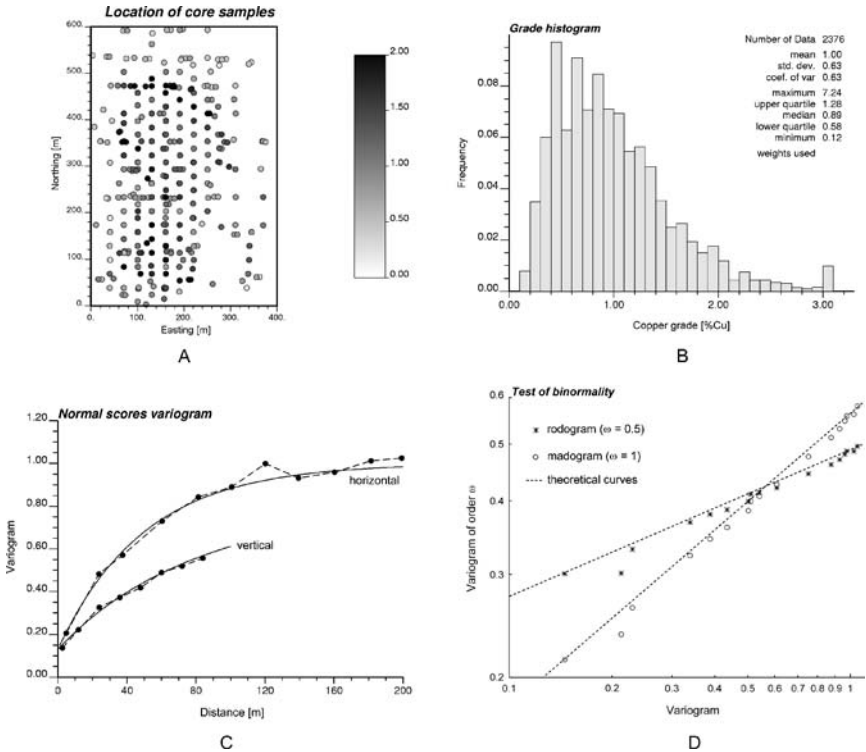 Location of core samples
600.
500.
400.
300.
200.
100.
0.
0.
100.
200.
300.
400.
Northing [m]
Easting [m]
2.00
1.50
1.00
0.50
0.00
A
Grade histogram
Number of Data 2376
mean 1.00
std. dev. 0.63
coef. of var 0.63
maximum 7.24
upper quartile 1.28
median 0.89
lower quartile 0.58
minimum 0.12
weights used
0.08
0.06
0.04
0.02
0.00
0.00
1.00
2.00
3.00
Frequency
Copper grade [%Cu]
B
Normal scores variogram
1.20
1.00
0.80
0.60
0.40
0.20
0.00
0
40
80
120
160
200
horizontal
vertical
Variogram
Distance [m]
C
Test of binormality
0.6
0.5
0.4
0.3
0.2
rodogram (ω = 0.5)
madogram (ω = 1)
theoretical curves
0.1
0.2
0.3
0.4
0.5
0.6
0.7
0.8
0.9
1
Variogram of order ω
Variogram
D